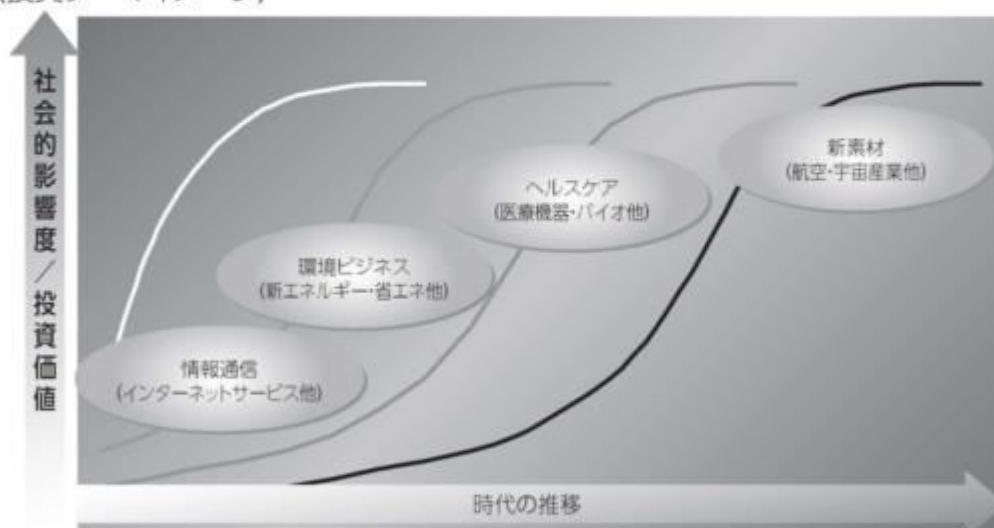 社会的影響度／投資価値
新素材
(航空・宇宙産業他)
ヘルスケア
(医療機器・バイオ他)
環境ビジネス
(新エネルギー・省エネ他)
情報通信
(インターネットサービス他)
時代の推移